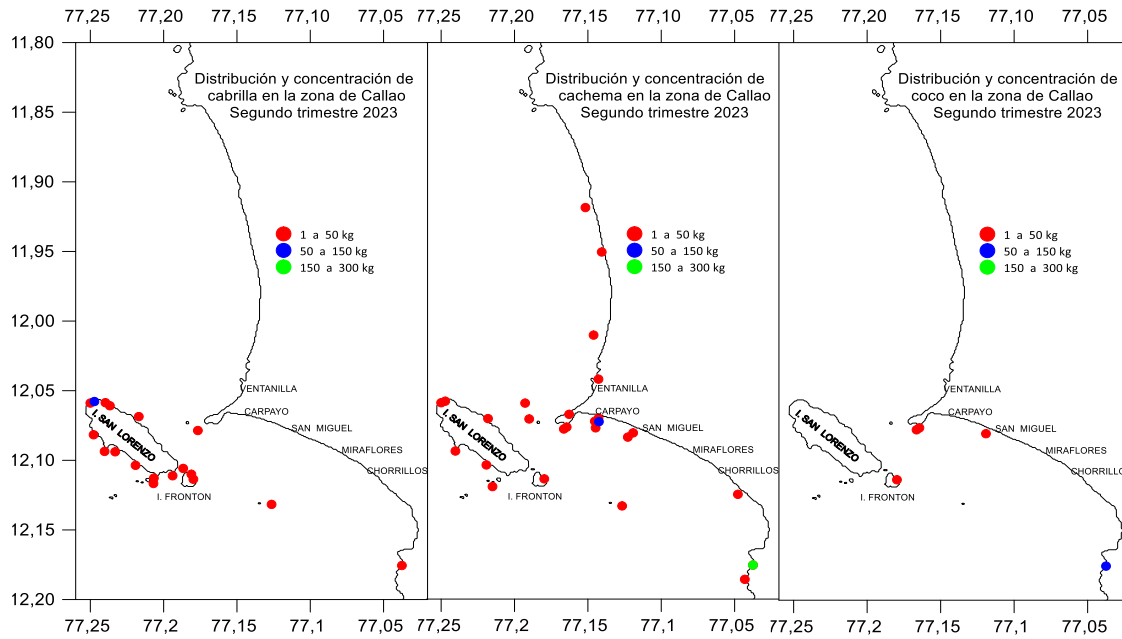 77,25 77,2 77,15 77,1 77,05 77,25 77,2 77,15 77,1 77,05 77,25 77,2 77,15 77,1 77,05
11,80
11,85
11,90
11,95
12,00
12,05
12,10
12,15
12,20
Distribución y concentración de
cabrilla en la zona de Callao
Segundo trimestre 2023
1 a 50 kg
50 a 150 kg
150 a 300 kg
VENTANILLA
CARPAYO
SAN MIGUEL
MIRAFLORES
CHORRILLOS
I. SAN LORENZO
I. FRONTON
Distribución y concentración de
cachema en la zona de Callao
Segundo trimestre 2023
1 a 50 kg
50 a 150 kg
150 a 300 kg
VENTANILLA
CARPAYO
SAN MIGUEL
MIRAFLORES
CHORRILLOS
I. SAN LORENZO
I. FRONTON
Distribución y concentración de
coco en la zona de Callao
Segundo trimestre 2023
1 a 50 kg
50 a 150 kg
150 a 300 kg
VENTANILLA
CARPAYO
SAN MIGUEL
MIRAFLORES
CHORRILLOS
I. SAN LORENZO
I. FRONTON
77,25 77,2 77,15 77,1 77,05 77,25 77,2 77,15 77,1 77,05 77,25 77,2 77,15 77,1 77,05